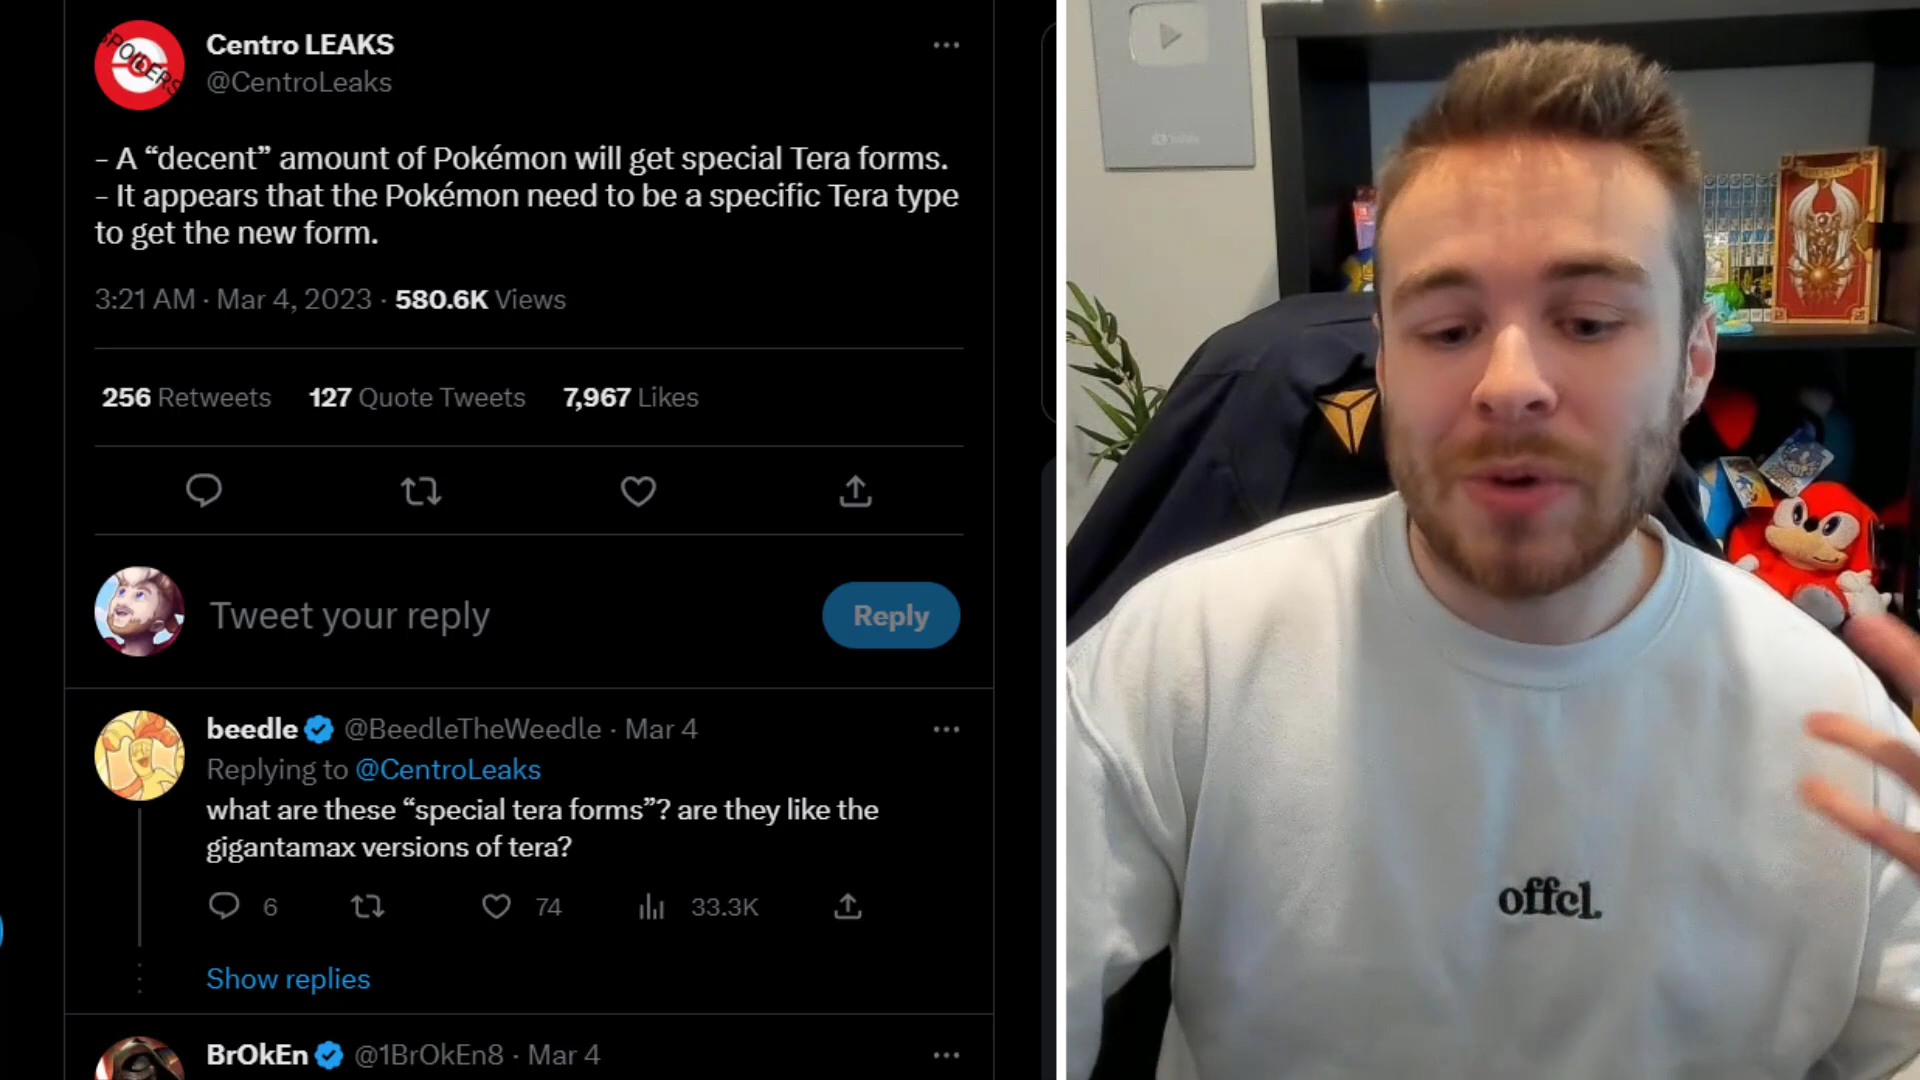 Centro LEAKS
SPOILERS
@CentroLeaks
- A “decent” amount of Pokémon will get special Tera forms.
- It appears that the Pokémon need to be a specific Tera type
to get the new form.
3:21 AM · Mar 4, 2023 · 580.6K Views
256 Retweets 127 Quote Tweets 7,967 Likes
Tweet your reply
Reply
beedle @BeedleTheWeedle · Mar 4
Replying to @CentroLeaks
what are these “special tera forms”? are they like the
gigantamax versions of tera?
6 74 33.3K
Show replies
BrOkEn @1BrOkEn8 · Mar 4
offcl.